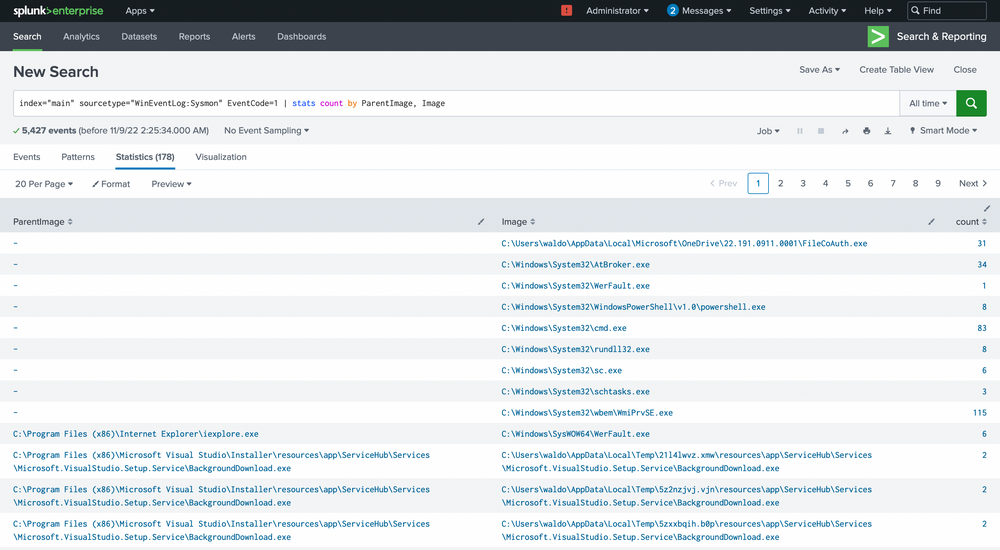 splunk>enterprise Apps ! Administrator 2 Messages Settings Activity Help Find
Search Analytics Datasets Reports Alerts Dashboards > Search & Reporting
New Search Save As Create Table View Close
index="main" sourcetype="WinEventLog:Sysmon" EventCode=1 | stats count by ParentImage, Image All time
5,427 events (before 11/9/22 2:25:34.000 AM) No Event Sampling Job Smart Mode
Events Patterns Statistics (178) Visualization
20 Per Page Format Preview < Prev 1 2 3 4 5 6 7 8 9 Next >
ParentImage Image count
- C:\Users\waldo\AppData\Local\Microsoft\OneDrive\22.191.0911.0001\FileCoAuth.exe 31
- C:\Windows\System32\AtBroker.exe 34
- C:\Windows\System32\WerFault.exe 1
- C:\Windows\System32\WindowsPowerShell\v1.0\powershell.exe 8
- C:\Windows\System32\cmd.exe 83
- C:\Windows\System32\rundll32.exe 8
- C:\Windows\System32\sc.exe 6
- C:\Windows\System32\schtasks.exe 3
- C:\Windows\System32\wbem\WmiPrvSE.exe 115
C:\Program Files (x86)\Internet Explorer\iexplore.exe C:\Windows\SysWOW64\WerFault.exe 6
C:\Program Files (x86)\Microsoft Visual Studio\Installer\resources\app\ServiceHub\Services C:\Users\waldo\AppData\Local\Temp\21l4lwvz.xmw\resources\app\ServiceHub\Services 2
\Microsoft.VisualStudio.Setup.Service\BackgroundDownload.exe \Microsoft.VisualStudio.Setup.Service\BackgroundDownload.exe
C:\Program Files (x86)\Microsoft Visual Studio\Installer\resources\app\ServiceHub\Services C:\Users\waldo\AppData\Local\Temp\5z2nzjvj.vjn\resources\app\ServiceHub\Services 2
\Microsoft.VisualStudio.Setup.Service\BackgroundDownload.exe \Microsoft.VisualStudio.Setup.Service\BackgroundDownload.exe
C:\Program Files (x86)\Microsoft Visual Studio\Installer\resources\app\ServiceHub\Services C:\Users\waldo\AppData\Local\Temp\5zxxbqih.b0p\resources\app\ServiceHub\Services 2
\Microsoft.VisualStudio.Setup.Service\BackgroundDownload.exe \Microsoft.VisualStudio.Setup.Service\BackgroundDownload.exe